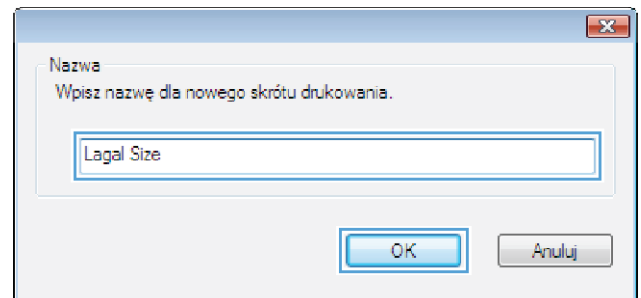 Nazwa
Wpisz nazwę dla nowego skrótu drukowania.
Lagal Size
OK
Anuluj